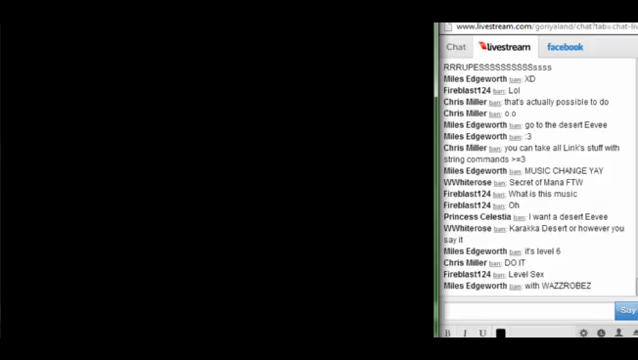 www.livestream.com/goriyaland/chat?tab=chat-li
Chat livestream facebook
RRRUPESSSSSSSSSssss
Miles Edgeworth ban: XD
Fireblast124 ban: Lol
Chris Miller ban: that's actually possible to do
Chris Miller ban: o.o
Miles Edgeworth ban: go to the desert Eevee
Miles Edgeworth ban: :3
Chris Miller ban: you can take all Link's stuff with
string commands >=3
Miles Edgeworth ban: MUSIC CHANGE YAY
WWhiterose ban: Secret of Mana FTW
Fireblast124 ban: What is this music
Fireblast124 ban: Oh
Princess Celestia ban: I want a desert Eevee
WWhiterose ban: Karakka Desert or however you
say it
Miles Edgeworth ban: it's level 6
Chris Miller ban: DO IT
Fireblast124 ban: Level Sex
Miles Edgeworth ban: with WAZZROBEZ
Say
B I U